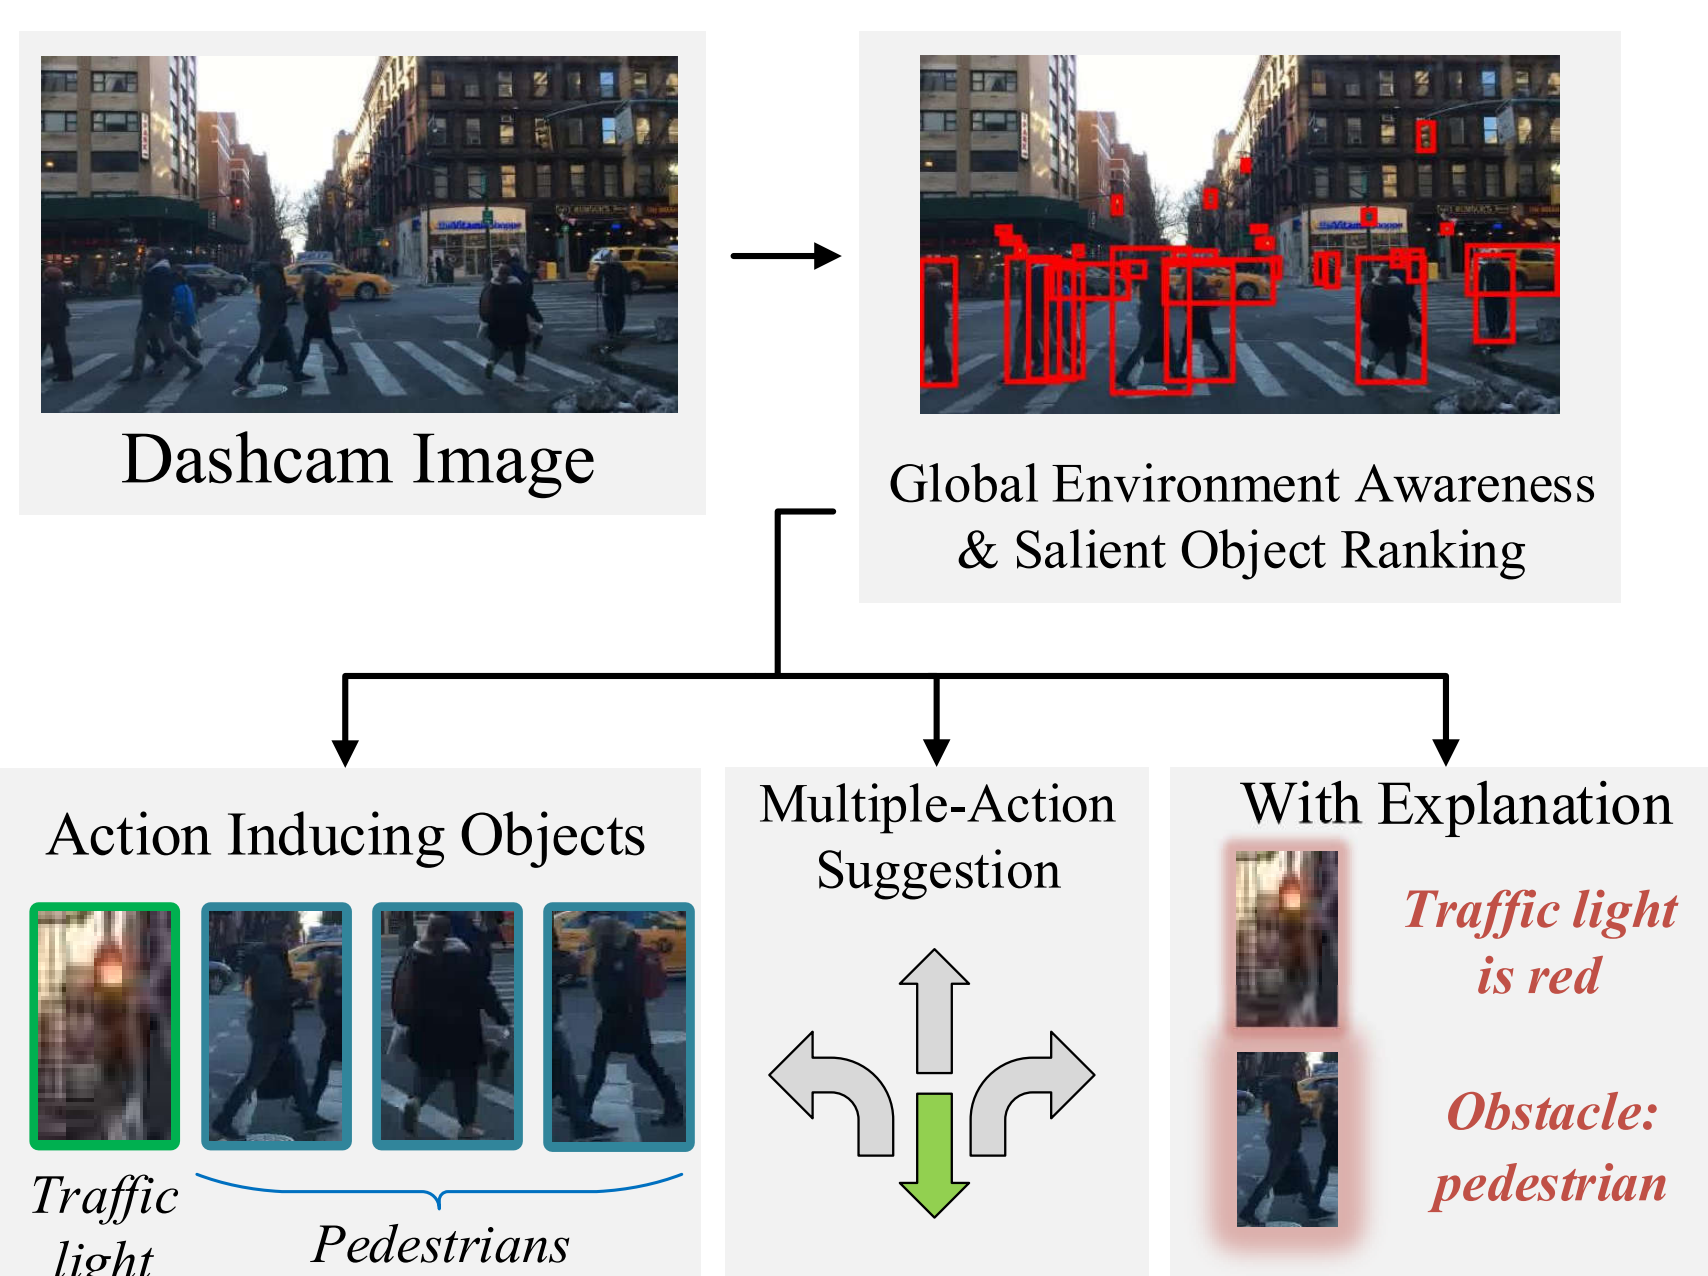 Dashcam Image
Global Environment Awareness
& Salient Object Ranking
Action Inducing Objects
Traffic
light
Pedestrians
Multiple-Action
Suggestion
With Explanation
Traffic light
is red
Obstacle:
pedestrian